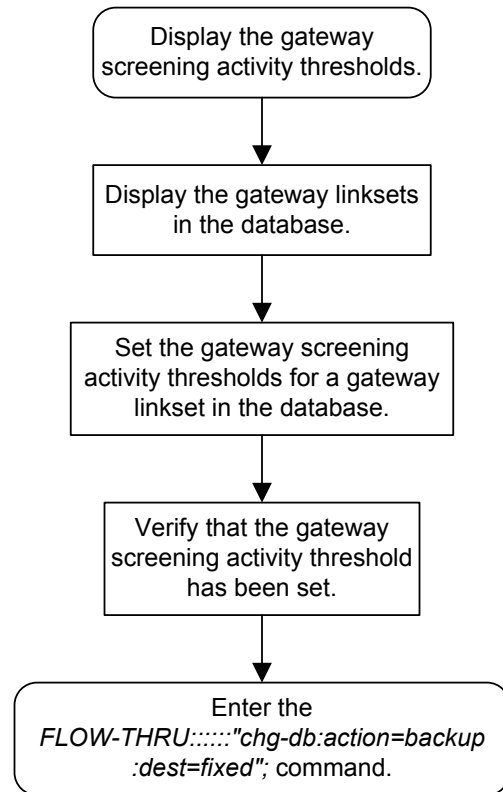 Display the gateway
screening activity thresholds.
Display the gateway linksets
in the database.
Set the gateway screening
activity thresholds for a gateway
linkset in the database.
Verify that the gateway
screening activity threshold
has been set.
Enter the
FLOW-THRU::::::"chg-db:action=backup
:dest=fixed"; command.